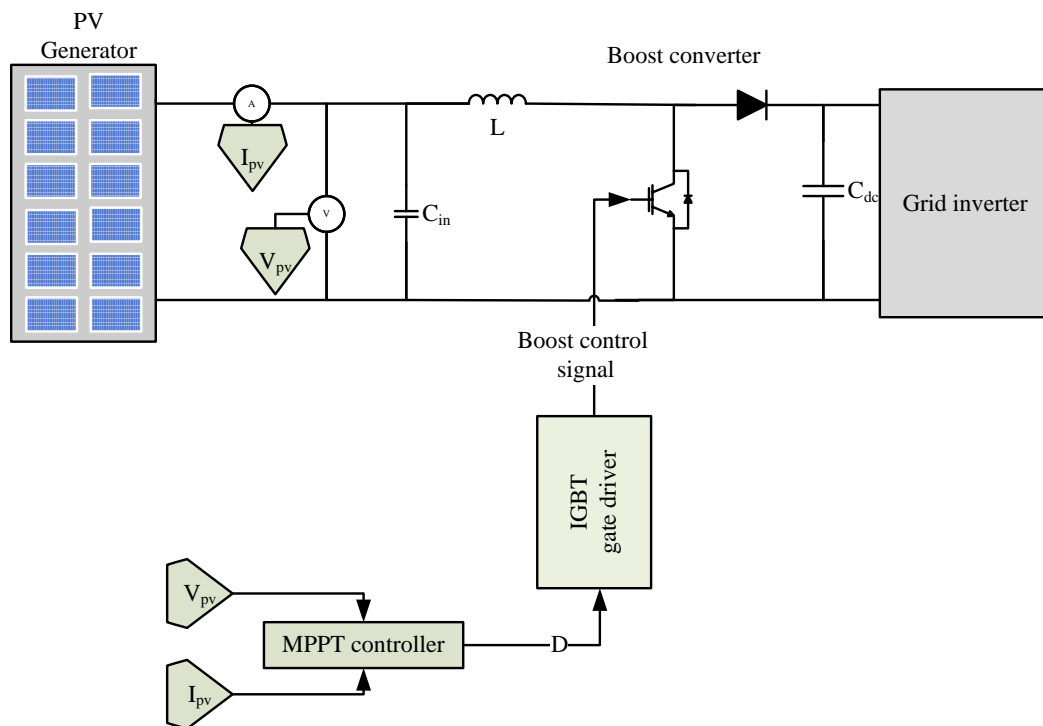 PV
Generator
Boost converter
A
I_pv
L
V
V_pv
C_in
C_dc
Grid inverter
Boost control
signal
IGBT
gate driver
V_pv
MPPT controller
D
I_pv